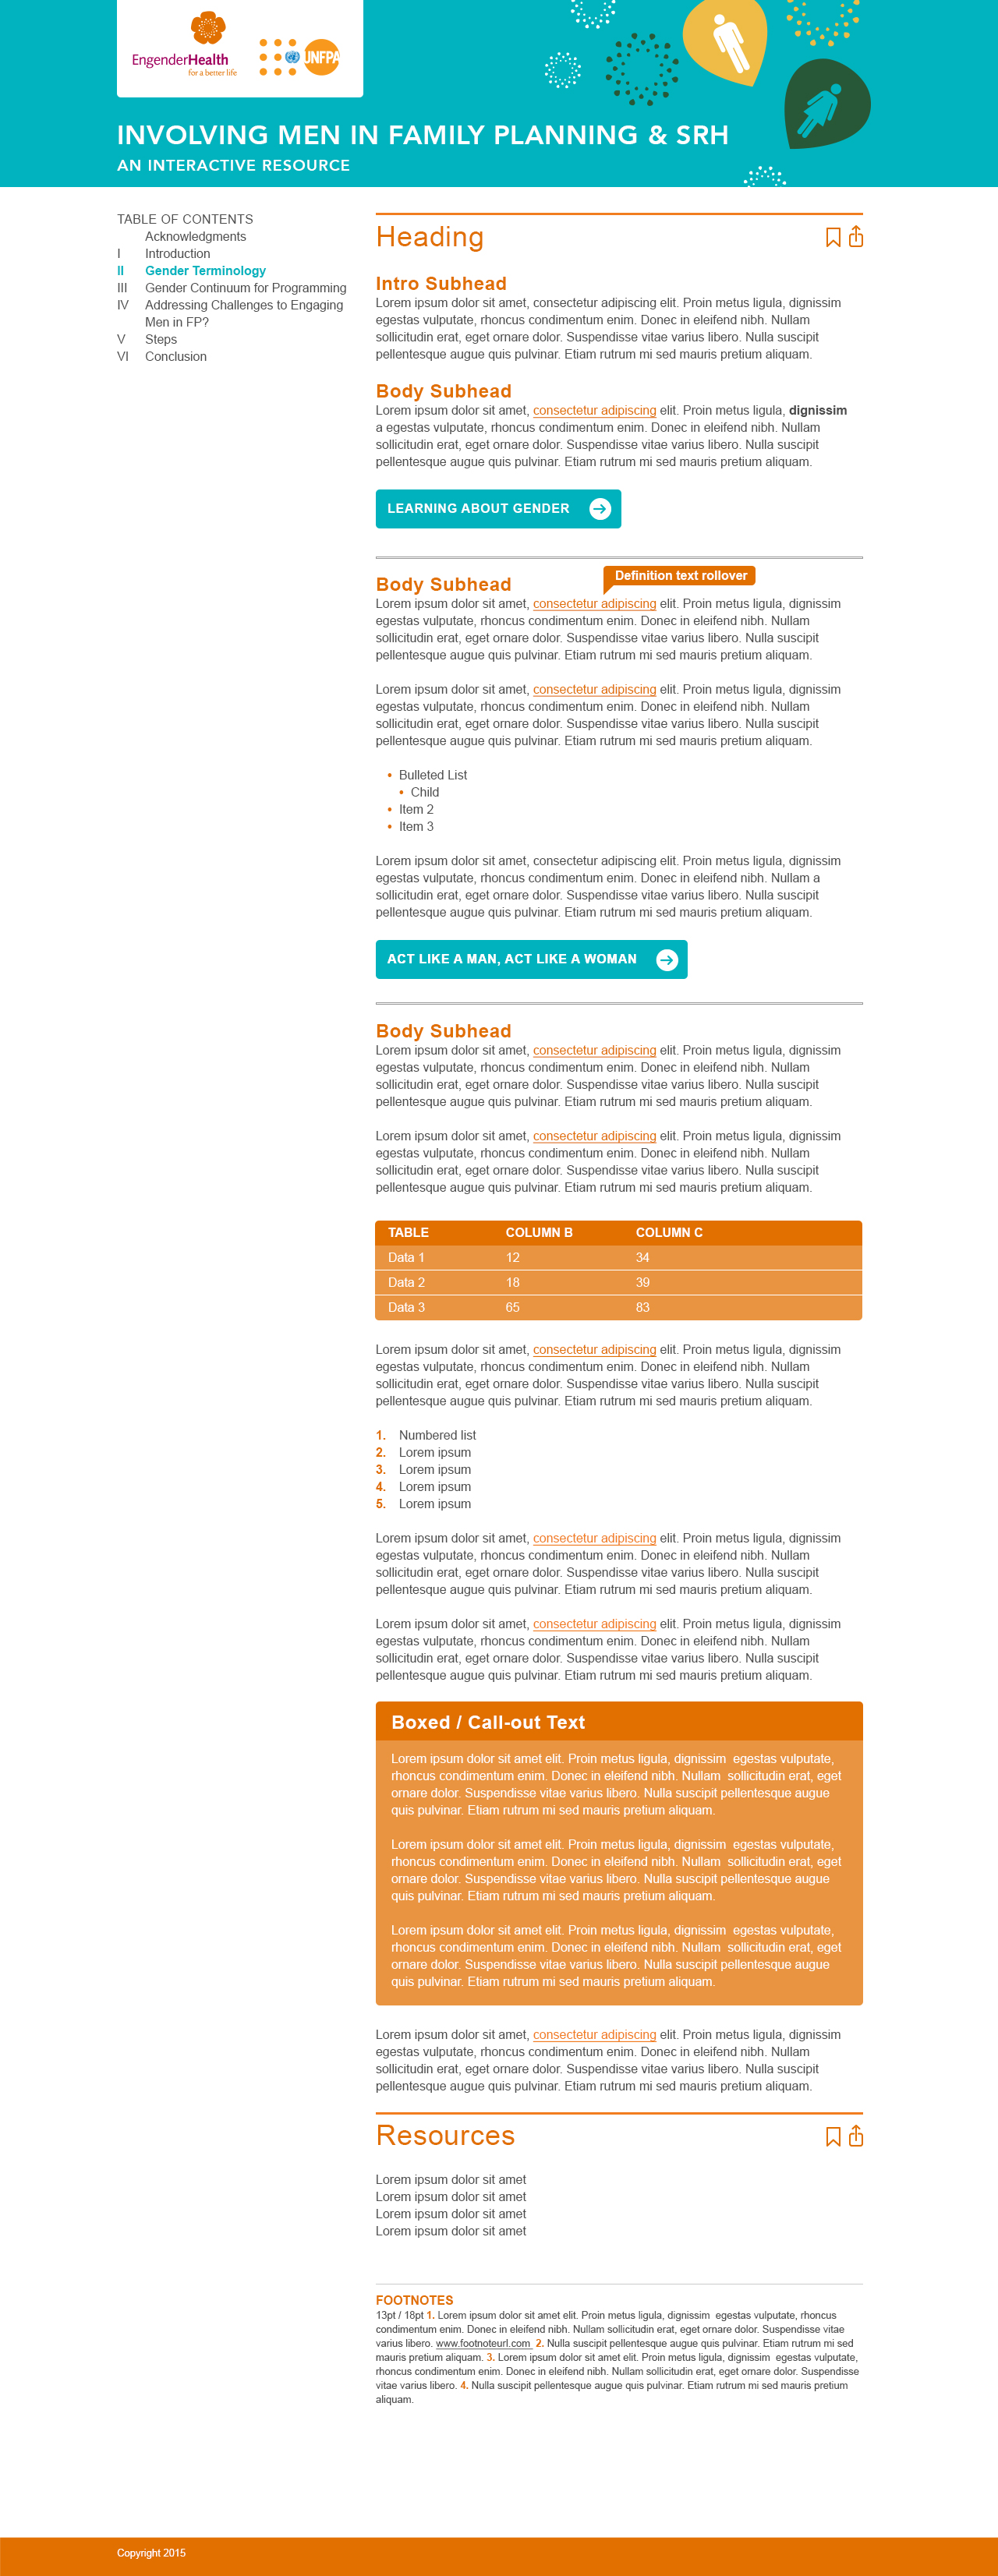 EngenderHealth
for a better life
UNFPA
INVOLVING MEN IN FAMILY PLANNING & SRH
AN INTERACTIVE RESOURCE
TABLE OF CONTENTS
Acknowledgments
I Introduction
II Gender Terminology
III Gender Continuum for Programming
IV Addressing Challenges to Engaging
Men in FP?
V Steps
VI Conclusion
Heading
Intro Subhead
Lorem ipsum dolor sit amet, consectetur adipiscing elit. Proin metus ligula, dignissim
egestas vulputate, rhoncus condimentum enim. Donec in eleifend nibh. Nullam
sollicitudin erat, eget ornare dolor. Suspendisse vitae varius libero. Nulla suscipit
pellentesque augue quis pulvinar. Etiam rutrum mi sed mauris pretium aliquam.
Body Subhead
Lorem ipsum dolor sit amet, consectetur adipiscing elit. Proin metus ligula, dignissim
a egestas vulputate, rhoncus condimentum enim. Donec in eleifend nibh. Nullam
sollicitudin erat, eget ornare dolor. Suspendisse vitae varius libero. Nulla suscipit
pellentesque augue quis pulvinar. Etiam rutrum mi sed mauris pretium aliquam.
LEARNING ABOUT GENDER
Definition text rollover
Body Subhead
Lorem ipsum dolor sit amet, consectetur adipiscing elit. Proin metus ligula, dignissim
egestas vulputate, rhoncus condimentum enim. Donec in eleifend nibh. Nullam
sollicitudin erat, eget ornare dolor. Suspendisse vitae varius libero. Nulla suscipit
pellentesque augue quis pulvinar. Etiam rutrum mi sed mauris pretium aliquam.
Lorem ipsum dolor sit amet, consectetur adipiscing elit. Proin metus ligula, dignissim
egestas vulputate, rhoncus condimentum enim. Donec in eleifend nibh. Nullam
sollicitudin erat, eget ornare dolor. Suspendisse vitae varius libero. Nulla suscipit
pellentesque augue quis pulvinar. Etiam rutrum mi sed mauris pretium aliquam.
• Bulleted List
• Child
• Item 2
• Item 3
Lorem ipsum dolor sit amet, consectetur adipiscing elit. Proin metus ligula, dignissim
egestas vulputate, rhoncus condimentum enim. Donec in eleifend nibh. Nullam a
sollicitudin erat, eget ornare dolor. Suspendisse vitae varius libero. Nulla suscipit
pellentesque augue quis pulvinar. Etiam rutrum mi sed mauris pretium aliquam.
ACT LIKE A MAN, ACT LIKE A WOMAN
Body Subhead
Lorem ipsum dolor sit amet, consectetur adipiscing elit. Proin metus ligula, dignissim
egestas vulputate, rhoncus condimentum enim. Donec in eleifend nibh. Nullam
sollicitudin erat, eget ornare dolor. Suspendisse vitae varius libero. Nulla suscipit
pellentesque augue quis pulvinar. Etiam rutrum mi sed mauris pretium aliquam.
Lorem ipsum dolor sit amet, consectetur adipiscing elit. Proin metus ligula, dignissim
egestas vulputate, rhoncus condimentum enim. Donec in eleifend nibh. Nullam
sollicitudin erat, eget ornare dolor. Suspendisse vitae varius libero. Nulla suscipit
pellentesque augue quis pulvinar. Etiam rutrum mi sed mauris pretium aliquam.
TABLE COLUMN B COLUMN C
Data 1 12 34
Data 2 18 39
Data 3 65 83
Lorem ipsum dolor sit amet, consectetur adipiscing elit. Proin metus ligula, dignissim
egestas vulputate, rhoncus condimentum enim. Donec in eleifend nibh. Nullam
sollicitudin erat, eget ornare dolor. Suspendisse vitae varius libero. Nulla suscipit
pellentesque augue quis pulvinar. Etiam rutrum mi sed mauris pretium aliquam.
1. Numbered list
2. Lorem ipsum
3. Lorem ipsum
4. Lorem ipsum
5. Lorem ipsum
Lorem ipsum dolor sit amet, consectetur adipiscing elit. Proin metus ligula, dignissim
egestas vulputate, rhoncus condimentum enim. Donec in eleifend nibh. Nullam
sollicitudin erat, eget ornare dolor. Suspendisse vitae varius libero. Nulla suscipit
pellentesque augue quis pulvinar. Etiam rutrum mi sed mauris pretium aliquam.
Lorem ipsum dolor sit amet, consectetur adipiscing elit. Proin metus ligula, dignissim
egestas vulputate, rhoncus condimentum enim. Donec in eleifend nibh. Nullam
sollicitudin erat, eget ornare dolor. Suspendisse vitae varius libero. Nulla suscipit
pellentesque augue quis pulvinar. Etiam rutrum mi sed mauris pretium aliquam.
Boxed / Call-out Text
Lorem ipsum dolor sit amet elit. Proin metus ligula, dignissim egestas vulputate,
rhoncus condimentum enim. Donec in eleifend nibh. Nullam sollicitudin erat, eget
ornare dolor. Suspendisse vitae varius libero. Nulla suscipit pellentesque augue
quis pulvinar. Etiam rutrum mi sed mauris pretium aliquam.
Lorem ipsum dolor sit amet elit. Proin metus ligula, dignissim egestas vulputate,
rhoncus condimentum enim. Donec in eleifend nibh. Nullam sollicitudin erat, eget
ornare dolor. Suspendisse vitae varius libero. Nulla suscipit pellentesque augue
quis pulvinar. Etiam rutrum mi sed mauris pretium aliquam.
Lorem ipsum dolor sit amet elit. Proin metus ligula, dignissim egestas vulputate,
rhoncus condimentum enim. Donec in eleifend nibh. Nullam sollicitudin erat, eget
ornare dolor. Suspendisse vitae varius libero. Nulla suscipit pellentesque augue
quis pulvinar. Etiam rutrum mi sed mauris pretium aliquam.
Lorem ipsum dolor sit amet, consectetur adipiscing elit. Proin metus ligula, dignissim
egestas vulputate, rhoncus condimentum enim. Donec in eleifend nibh. Nullam
sollicitudin erat, eget ornare dolor. Suspendisse vitae varius libero. Nulla suscipit
pellentesque augue quis pulvinar. Etiam rutrum mi sed mauris pretium aliquam.
Resources
Lorem ipsum dolor sit amet
Lorem ipsum dolor sit amet
Lorem ipsum dolor sit amet
Lorem ipsum dolor sit amet
FOOTNOTES
13pt / 18pt 1. Lorem ipsum dolor sit amet elit. Proin metus ligula, dignissim egestas vulputate, rhoncus
condimentum enim. Donec in eleifend nibh. Nullam sollicitudin erat, eget ornare dolor. Suspendisse vitae
varius libero. www.footnoteurl.com 2. Nulla suscipit pellentesque augue quis pulvinar. Etiam rutrum mi sed
mauris pretium aliquam. 3. Lorem ipsum dolor sit amet elit. Proin metus ligula, dignissim egestas vulputate,
rhoncus condimentum enim. Donec in eleifend nibh. Nullam sollicitudin erat, eget ornare dolor. Suspendisse
vitae varius libero. 4. Nulla suscipit pellentesque augue quis pulvinar. Etiam rutrum mi sed mauris pretium
aliquam.
Copyright 2015